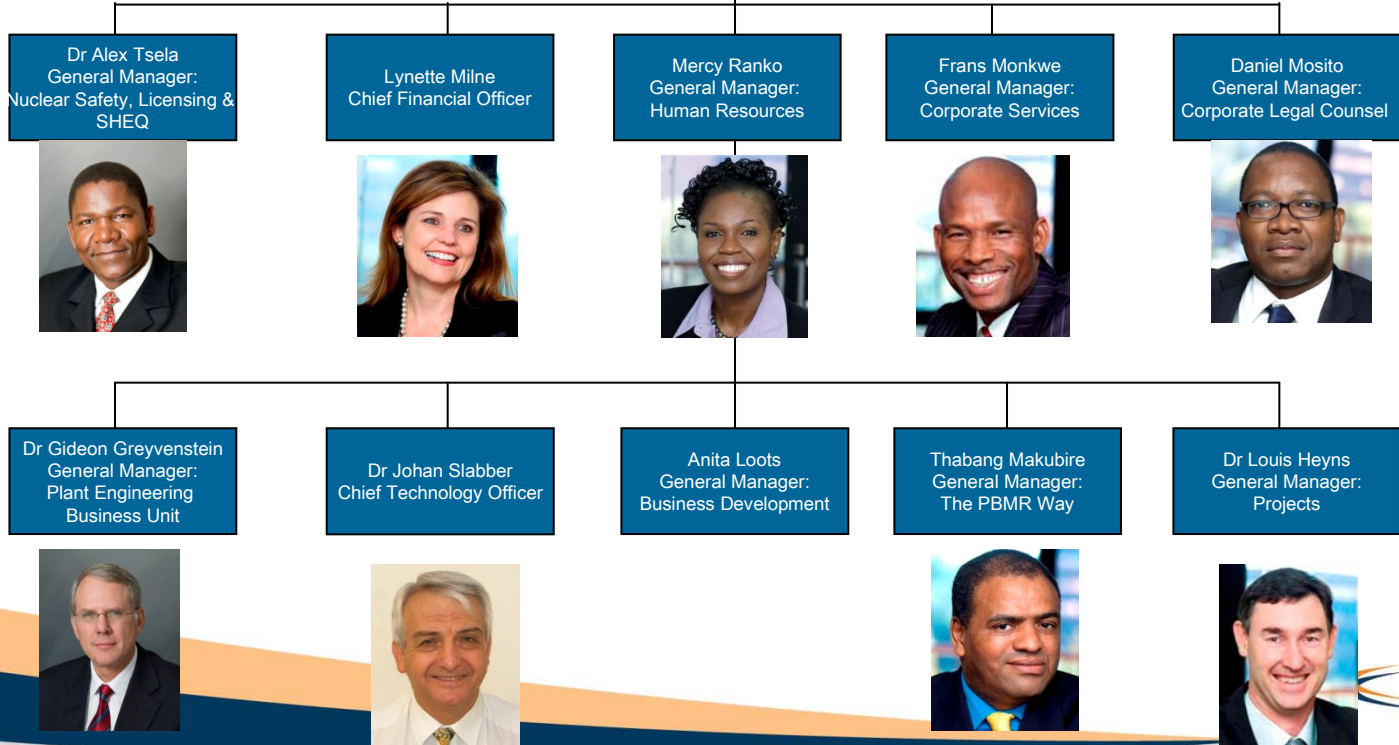 Dr Alex Tsela
General Manager:
Nuclear Safety, Licensing &
SHEQ
Lynette Milne
Chief Financial Officer
Mercy Ranko
General Manager:
Human Resources
Frans Monkwe
General Manager:
Corporate Services
Daniel Mosito
General Manager:
Corporate Legal Counsel
Dr Gideon Greyvenstein
General Manager:
Plant Engineering
Business Unit
Dr Johan Slabber
Chief Technology Officer
Anita Loots
General Manager:
Business Development
Thabang Makubire
General Manager:
The PBMR Way
Dr Louis Heyns
General Manager:
Projects